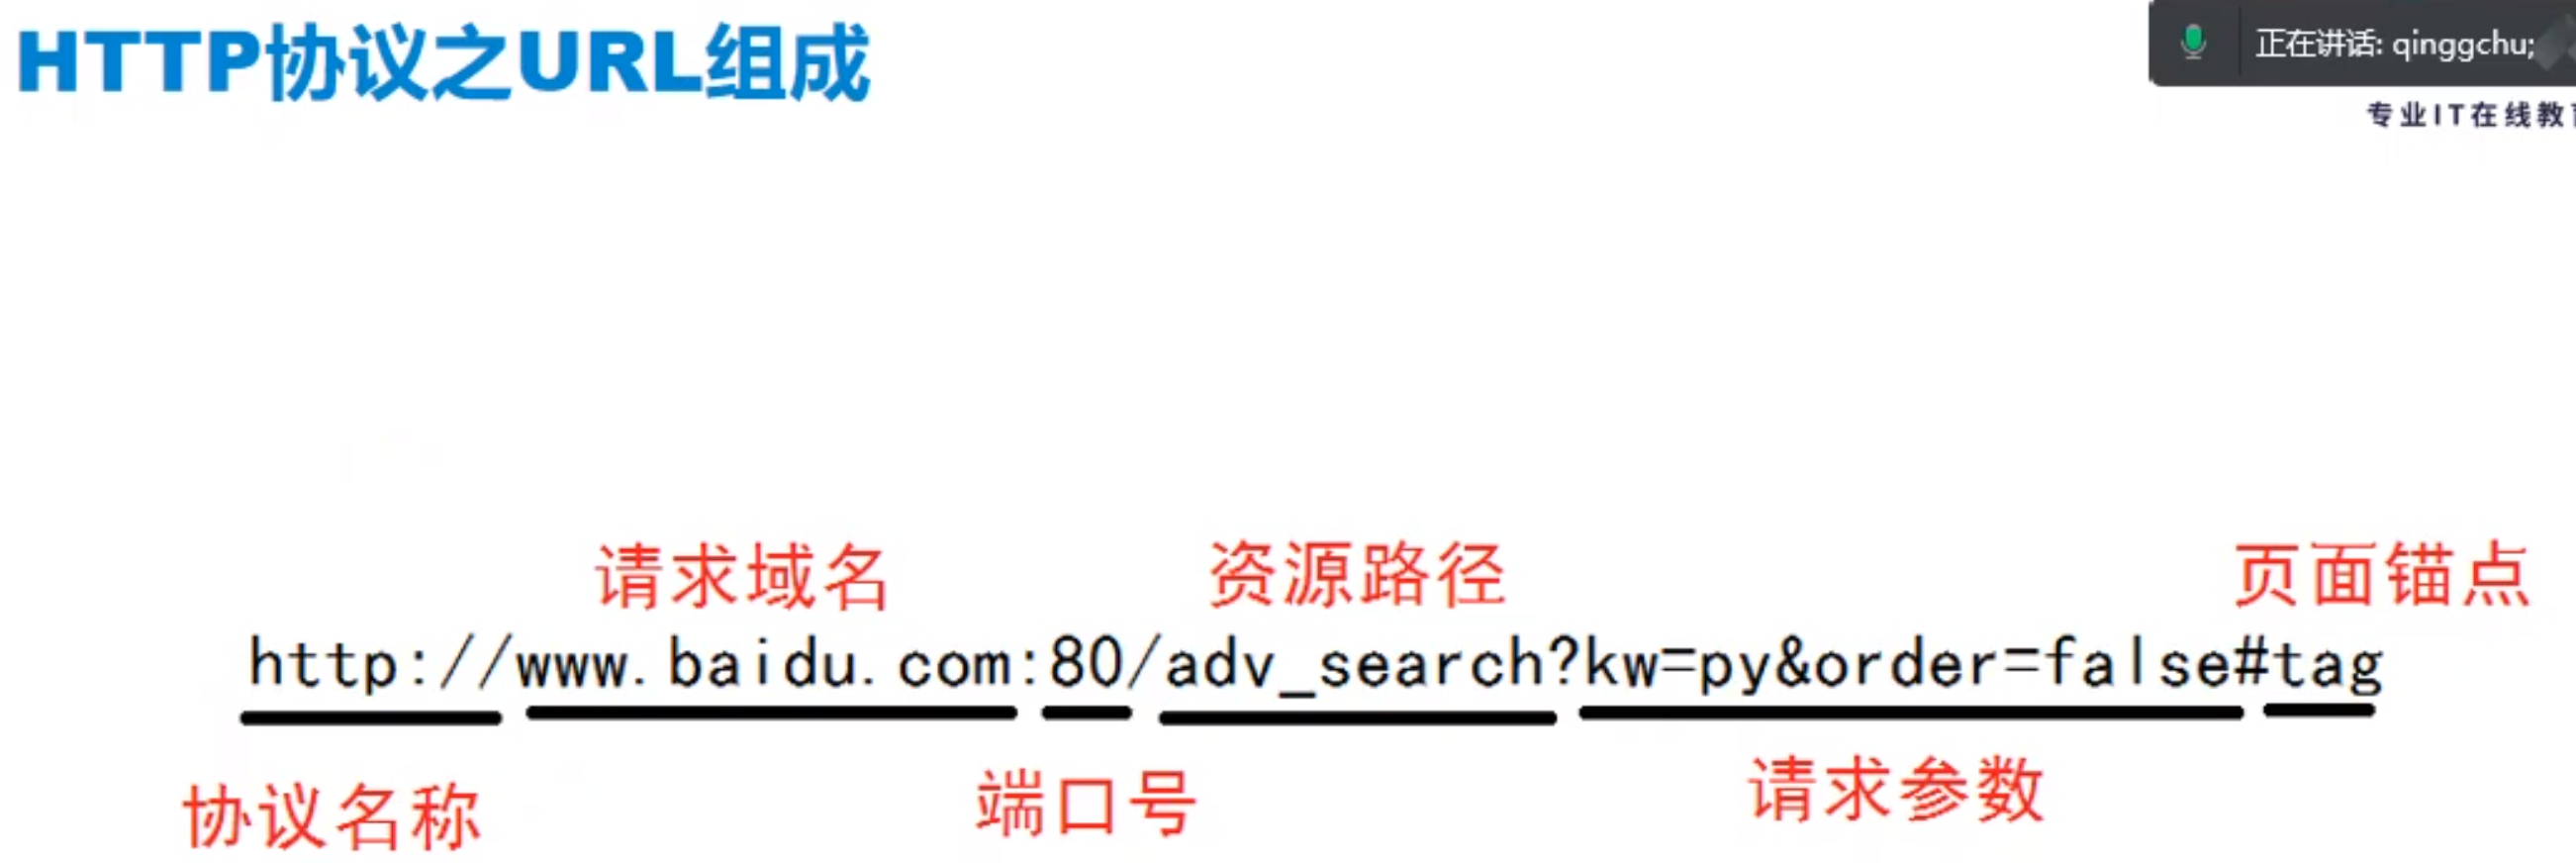 HTTP协议之URL组成
正在讲话: qinggchu;
专业IT在线教
请求域名 资源路径 页面锚点
http://www.baidu.com:80/adv_search?kw=py&order=false#tag
协议名称 端口号 请求参数